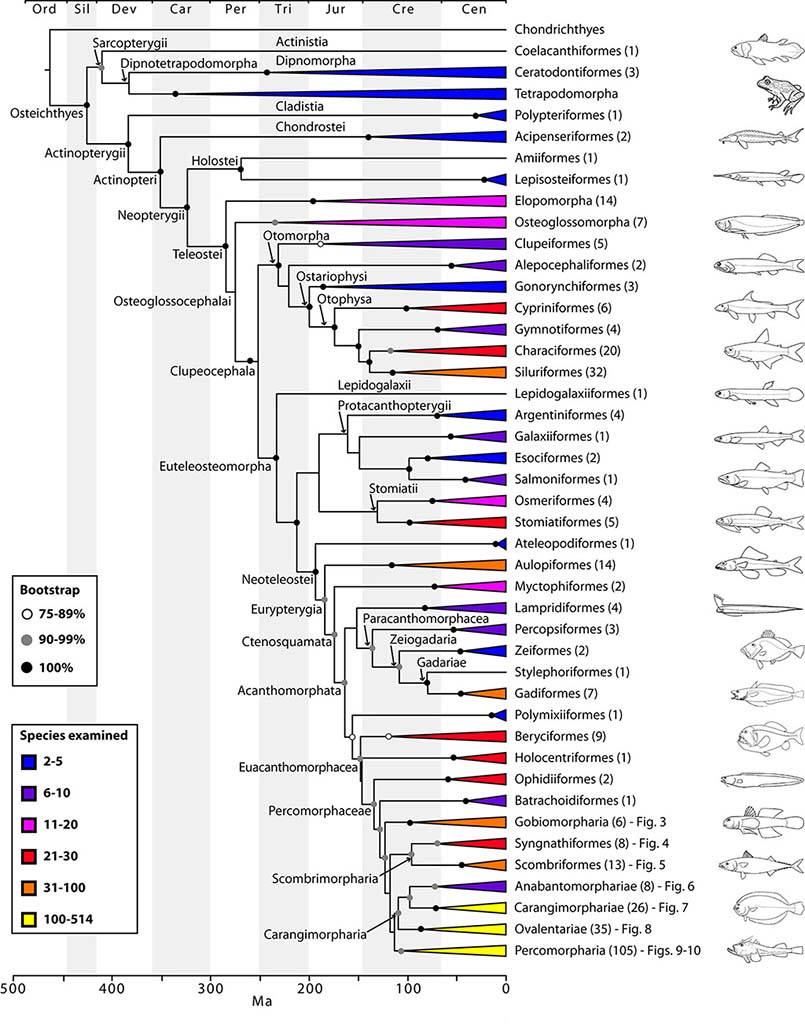 Ord Sil Dev Car Per Tri Jur Cre Cen
Chondrichthyes
Sarcopterygii
Actinistia
Coelacanthiformes (1)
Dipnotetrapodomorpha
Dipnomorpha
Ceratodontiformes (3)
Tetrapodomorpha
Osteichthyes
Cladistia
Polypteriformes (1)
Chondrostei
Acipenseriformes (2)
Actinopterygii
Holostei
Amiiformes (1)
Actinopteri
Lepisosteiformes (1)
Neopterygii
Elopomorpha (14)
Osteoglossomorpha (7)
Otomorpha
Clupeiformes (5)
Teleostei
Alepocephaliformes (2)
Ostariophysi
Gonorynchiformes (3)
Osteoglossocephalai
Otophysa
Cypriniformes (6)
Gymnotiformes (4)
Characiformes (20)
Clupeocephala
Siluriformes (32)
Lepidogalaxii
Lepidogalaxiiformes (1)
Protacanthopterygii
Argentiniformes (4)
Galaxiiformes (1)
Esociformes (2)
Euteleosteomorpha
Salmoniformes (1)
Stomiatii
Osmeriformes (4)
Stomiatiformes (5)
Ateleopodiformes (1)
Aulopiformes (14)
Neoteleostei
Myctophiformes (2)
Eurypterygia
Lampridiformes (4)
Paracanthomorphacea
Percopsiformes (3)
Ctenosquamata
Zeiogadaria
Zeiformes (2)
Gadariae
Stylephoriformes (1)
Acanthomorphata
Gadiformes (7)
Polymixiiformes (1)
Beryciformes (9)
Holocentriformes (1)
Euacanthomorphacea
Ophidiiformes (2)
Batrachoidiformes (1)
Percomorphaceae
Gobiomorpharia (6) - Fig. 3
Syngnathiformes (8) - Fig. 4
Scombriformes (13) - Fig. 5
Scombrimorpharia
Anabantomorphariae (8) - Fig. 6
Carangimorphariae (26) - Fig. 7
Ovalentariae (35) - Fig. 8
Carangimorpharia
Percomorpharia (105) - Figs. 9-10
Bootstrap
75-89%
90-99%
100%
Species examined
2-5
6-10
11-20
21-30
31-100
100-514
500 400 300 200 100 0
Ma